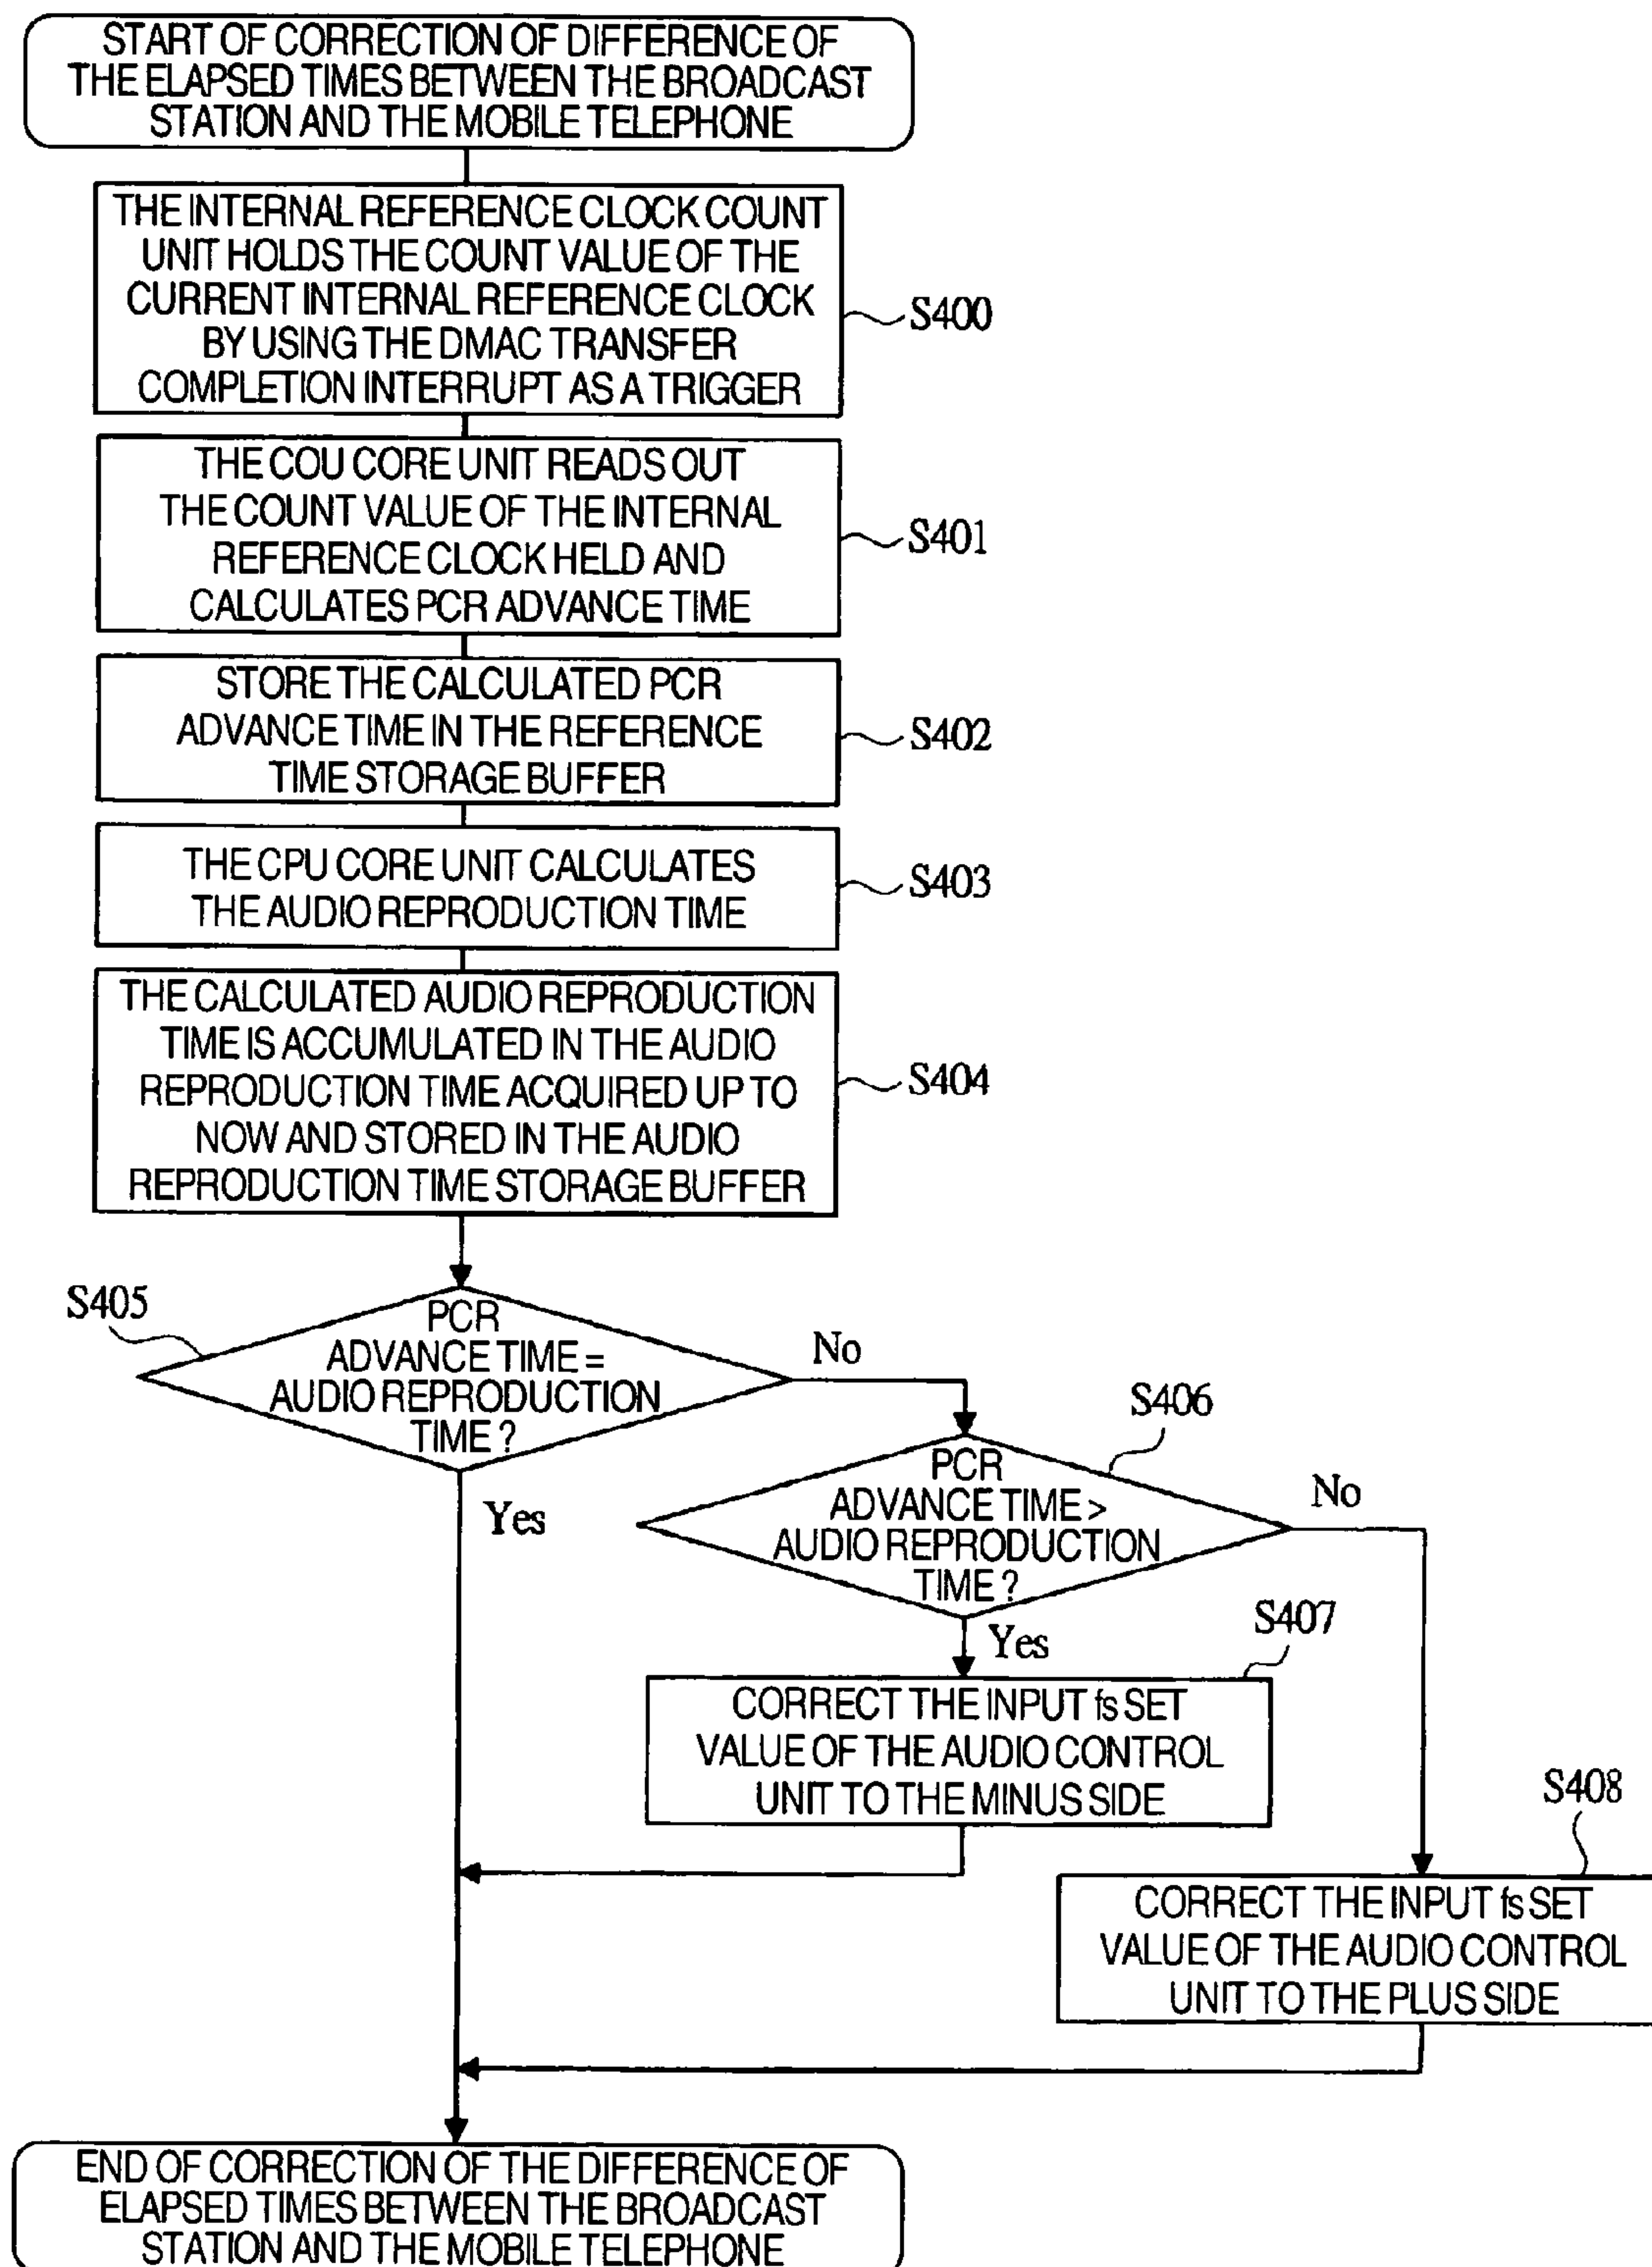 START OF CORRECTION OF DIFFERENCE OF
THE ELAPSED TIMES BETWEEN THE BROADCAST
STATION AND THE MOBILE TELEPHONE
THE INTERNAL REFERENCE CLOCK COUNT
UNIT HOLDS THE COUNT VALUE OF THE
CURRENT INTERNAL REFERENCE CLOCK
BY USING THE DMAC TRANSFER
COMPLETION INTERRUPT AS A TRIGGER
S400
THE COU CORE UNIT READS OUT
THE COUNT VALUE OF THE INTERNAL
REFERENCE CLOCK HELD AND
CALCULATES PCR ADVANCE TIME
S401
STORE THE CALCULATED PCR
ADVANCE TIME IN THE REFERENCE
TIME STORAGE BUFFER
S402
THE CPU CORE UNIT CALCULATES
THE AUDIO REPRODUCTION TIME
S403
THE CALCULATED AUDIO REPRODUCTION
TIME IS ACCUMULATED IN THE AUDIO
REPRODUCTION TIME ACQUIRED UP TO
NOW AND STORED IN THE AUDIO
REPRODUCTION TIME STORAGE BUFFER
S404
S405
PCR
ADVANCE TIME =
AUDIO REPRODUCTION
TIME ?
No
Yes
S406
PCR
ADVANCE TIME >
AUDIO REPRODUCTION
TIME ?
No
Yes
S407
CORRECT THE INPUT fs SET
VALUE OF THE AUDIO CONTROL
UNIT TO THE MINUS SIDE
S408
CORRECT THE INPUT fs SET
VALUE OF THE AUDIO CONTROL
UNIT TO THE PLUS SIDE
END OF CORRECTION OF THE DIFFERENCE OF
ELAPSED TIMES BETWEEN THE BROADCAST
STATION AND THE MOBILE TELEPHONE